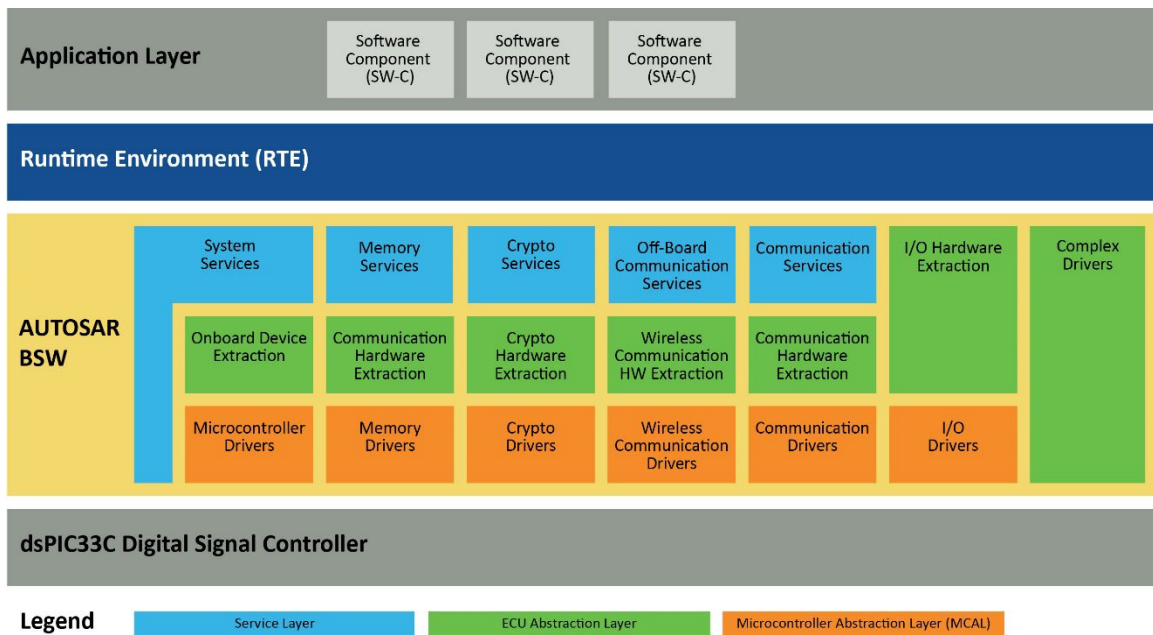 Application Layer
Software
Component
(SW-C)
Software
Component
(SW-C)
Software
Component
(SW-C)
Runtime Environment (RTE)
AUTOSAR
BSW
System
Services
Memory
Services
Crypto
Services
Off-Board
Communication
Services
Communication
Services
I/O Hardware
Extraction
Complex
Drivers
Onboard Device
Extraction
Communication
Hardware
Extraction
Crypto
Hardware
Extraction
Wireless
Communication
HW Extraction
Communication
Hardware
Extraction
Microcontroller
Drivers
Memory
Drivers
Crypto
Drivers
Wireless
Communication
Drivers
Communication
Drivers
I/O
Drivers
dsPIC33C Digital Signal Controller
Legend
Service Layer
ECU Abstraction Layer
Microcontroller Abstraction Layer (MCAL)